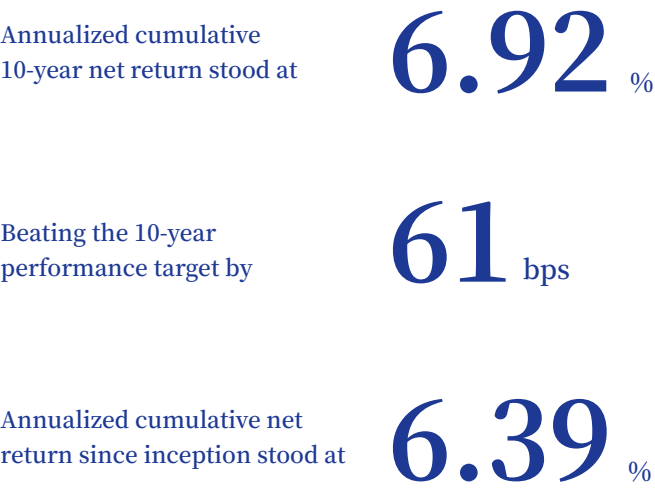 Annualized cumulative
10-year net return stood at
6.92 %
Beating the 10-year
performance target by
61 bps
Annualized cumulative net
return since inception stood at
6.39 %